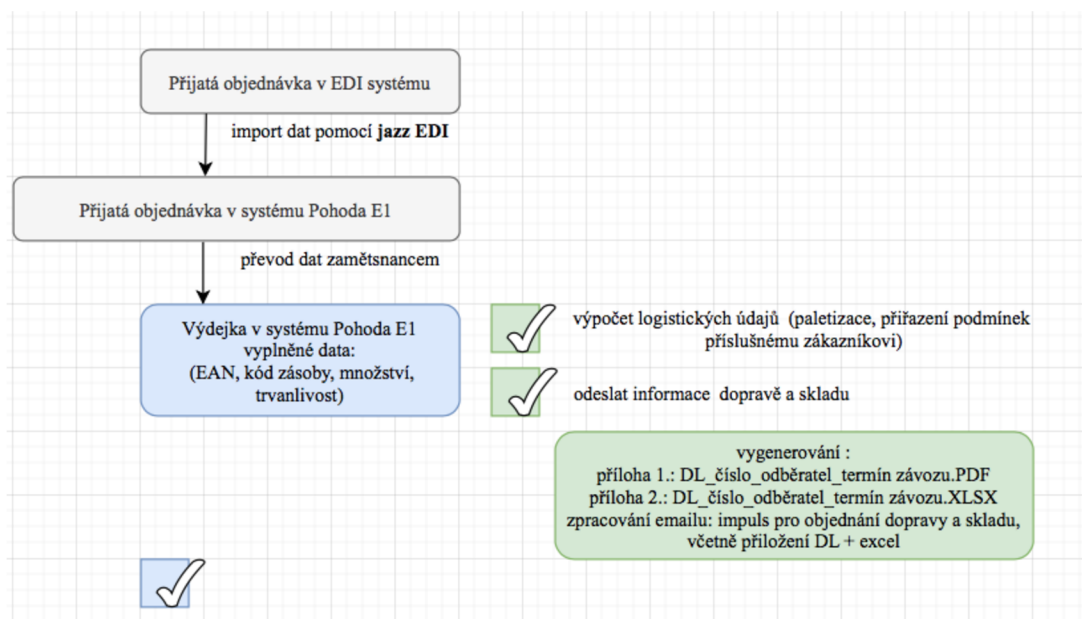 Přijatá objednávka v EDI systému
import dat pomocí jazz EDI
Přijatá objednávka v systému Pohoda E1
převod dat zamětsnancem
Výdejka v systému Pohoda E1
vyplněné data:
(EAN, kód zásoby, množství,
trvanlivost)
výpočet logistických údajů (paletizace, přiřazení podmínek
příslušnému zákazníkovi)
odeslat informace dopravě a skladu
vygenerování :
příloha 1.: DL_číslo_odběratel_termín závozu.PDF
příloha 2.: DL_číslo_odběratel_termín závozu.XLSX
zpracování emailu: impuls pro objednání dopravy a skladu,
včetně přiložení DL + excel